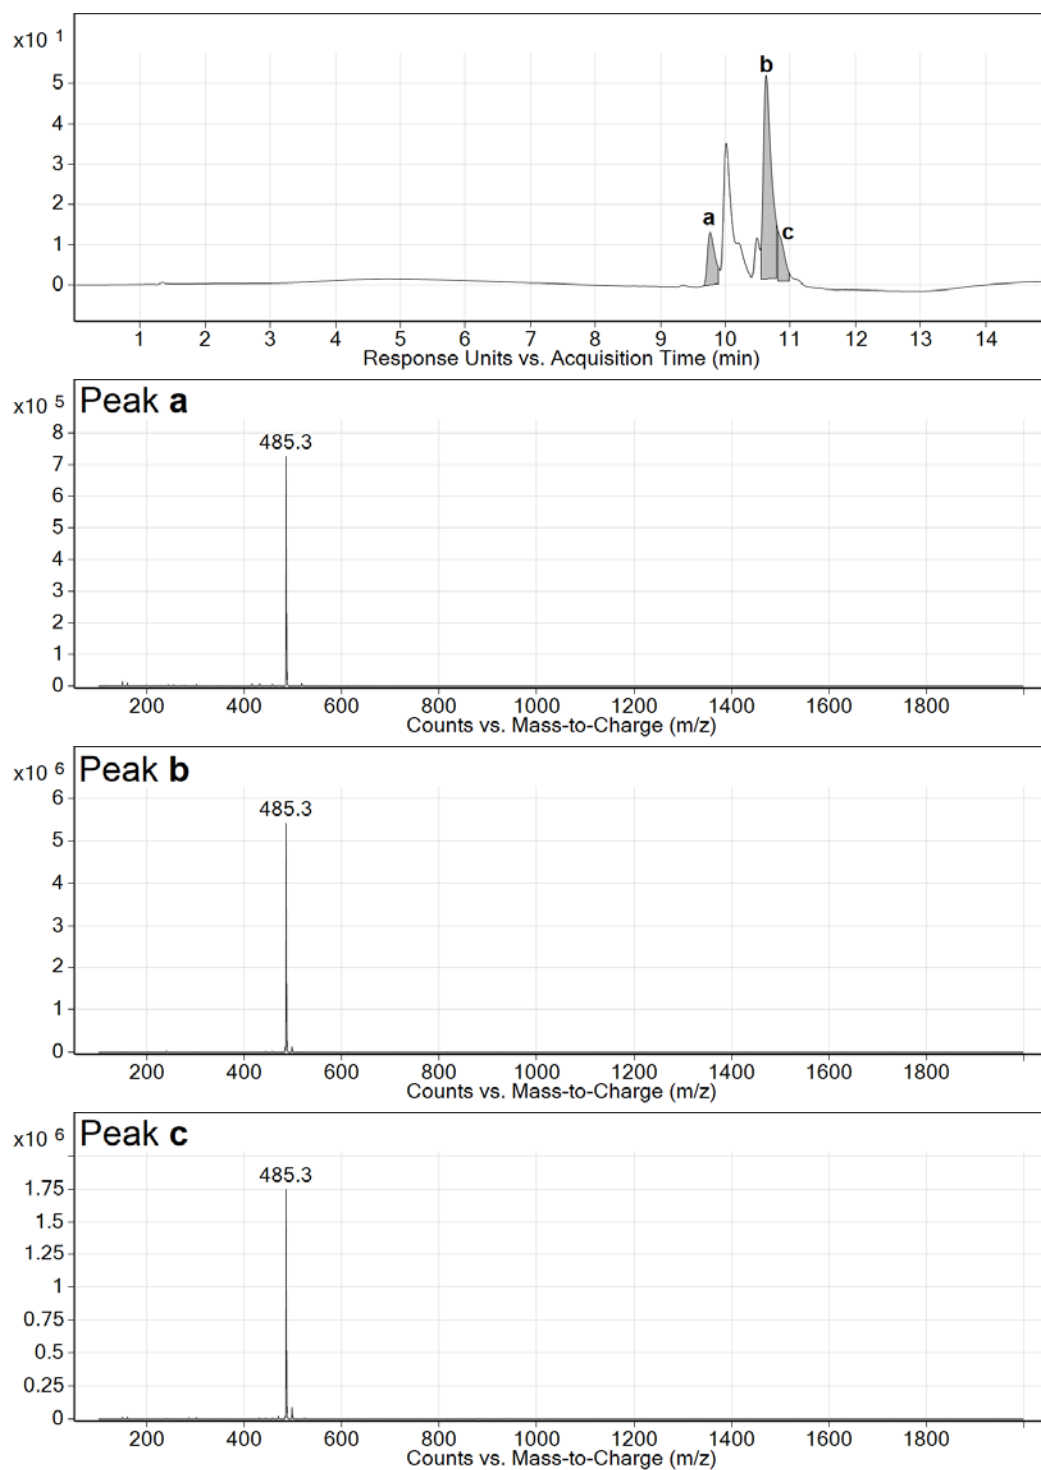 x10 1
b
5
4
3
a
2
c
1
0
1 2 3 4 5 6 7 8 9 10 11 12 13 14
Response Units vs. Acquisition Time (min)
x10 5
Peak a
8
485.3
7
6
5
4
3
2
1
0
200 400 600 800 1000 1200 1400 1600 1800
Counts vs. Mass-to-Charge (m/z)
x10 6
Peak b
6
485.3
5
4
3
2
1
0
200 400 600 800 1000 1200 1400 1600 1800
Counts vs. Mass-to-Charge (m/z)
x10 6
Peak c
485.3
1.75
1.5
1.25
1
0.75
0.5
0.25
0
200 400 600 800 1000 1200 1400 1600 1800
Counts vs. Mass-to-Charge (m/z)